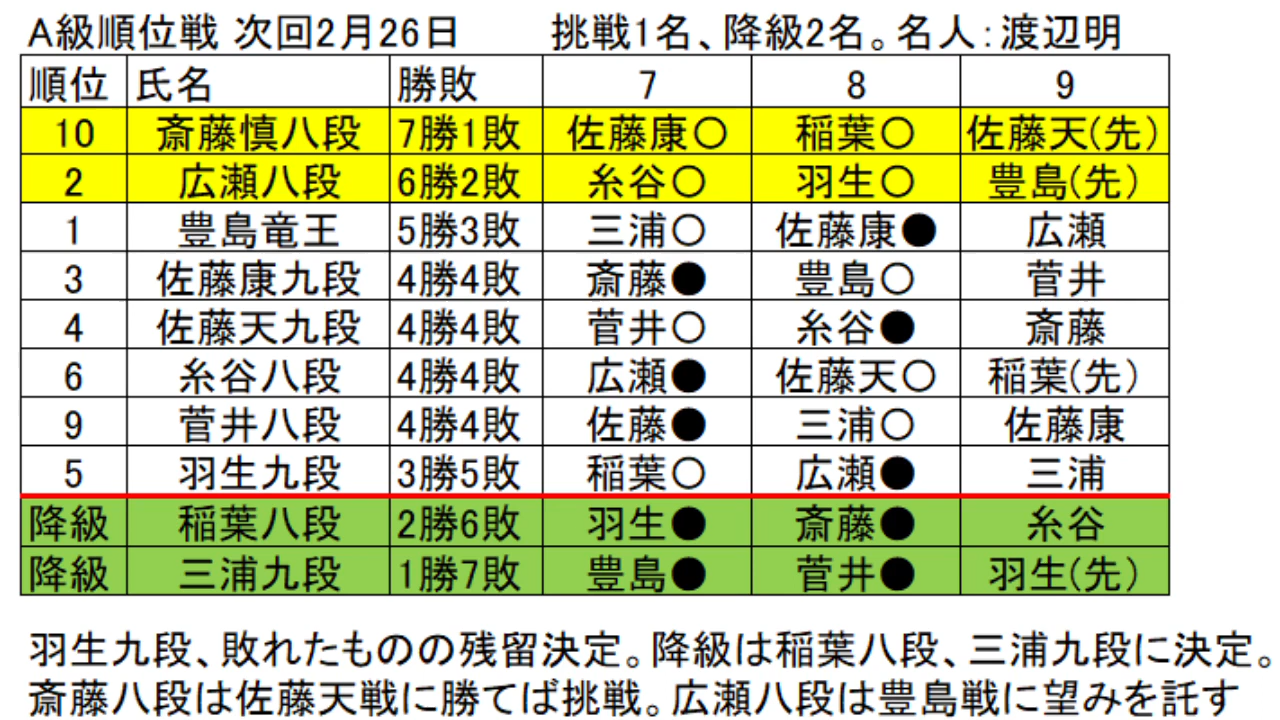 A級順位戦 次回2月26日 挑戦1名、降級2名。名人：渡辺明
順位 氏名 勝敗 7 8 9
10 斎藤慎八段 7勝1敗 佐藤康○ 稲葉○ 佐藤天(先)
2 広瀬八段 6勝2敗 糸谷○ 羽生○ 豊島(先)
1 豊島竜王 5勝3敗 三浦○ 佐藤康● 広瀬
3 佐藤康九段 4勝4敗 斎藤● 豊島○ 菅井
4 佐藤天九段 4勝4敗 菅井○ 糸谷● 斎藤
6 糸谷八段 4勝4敗 広瀬● 佐藤天○ 稲葉(先)
9 菅井八段 4勝4敗 佐藤● 三浦○ 佐藤康
5 羽生九段 3勝5敗 稲葉○ 広瀬● 三浦
降級 稲葉八段 2勝6敗 羽生● 斎藤● 糸谷
降級 三浦九段 1勝7敗 豊島● 菅井● 羽生(先)
羽生九段、敗れたものの残留決定。降級は稲葉八段、三浦九段に決定。
斎藤八段は佐藤天戦に勝てば挑戦。広瀬八段は豊島戦に望みを託す